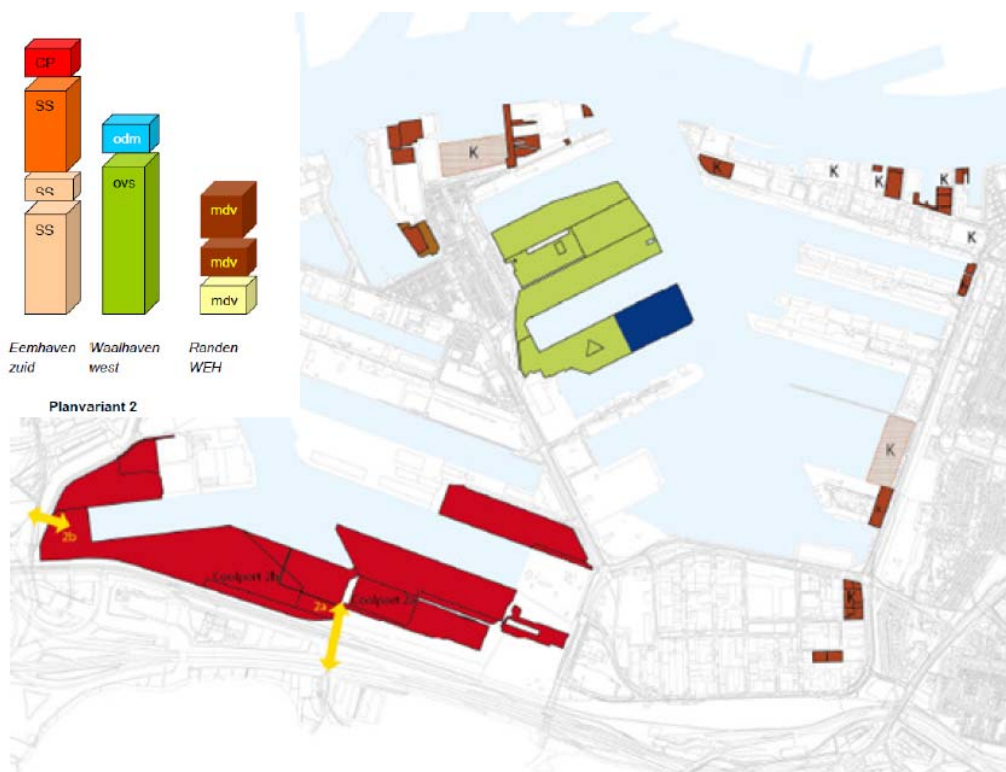 CP
SS
SS
SS
odm
ovs
mdv
mdv
mdv
Eemhaven
zuid
Waalhaven
west
Randen
WEH
Planvariant 2
K
K
K
K
K
K
K
K
2b
Coolport 2b
2a
Coolport 2a